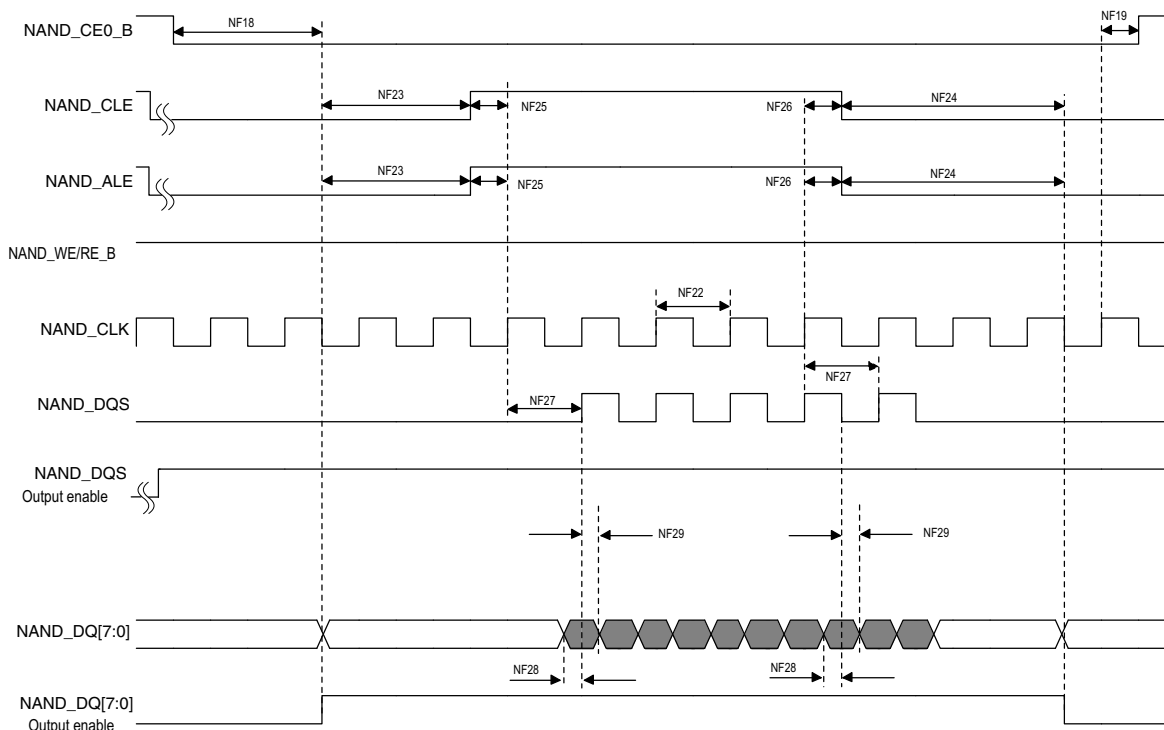 NAND_CE0_B
NF18
NF19
NAND_CLE
NF23
NF25
NF26
NF24
NAND_ALE
NF23
NF25
NF26
NF24
NAND_WE/RE_B
NF22
NAND_CLK
NF27
NAND_DQS
NF27
NAND_DQS
Output enable
NF29
NF29
NAND_DQ[7:0]
NF28
NF28
NAND_DQ[7:0]
Output enable